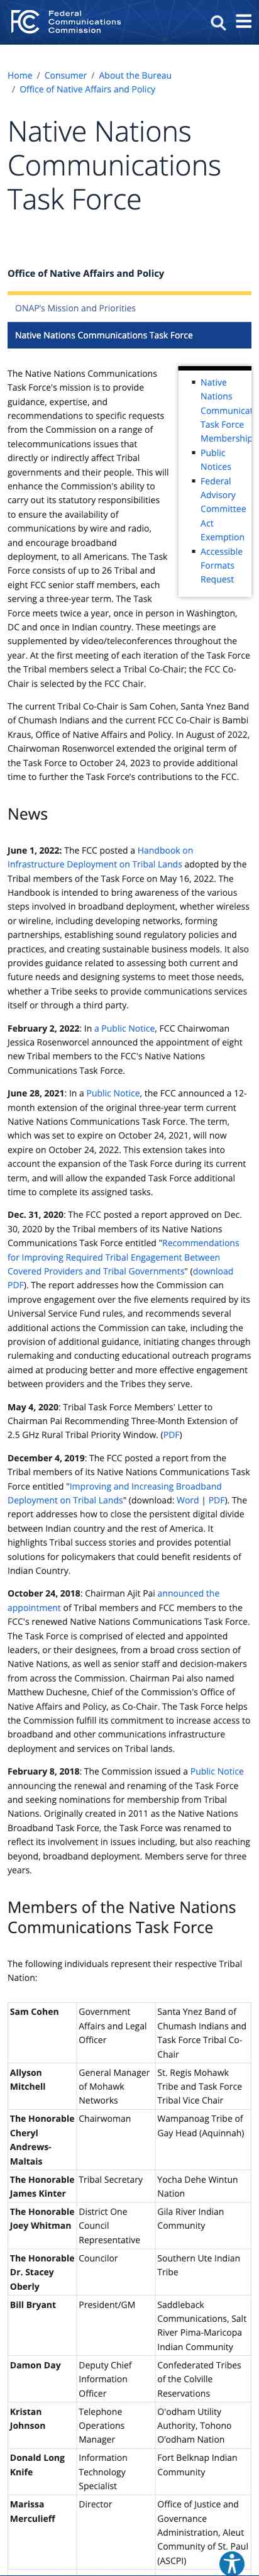 Federal
Communications
Commission
Home / Consumer / About the Bureau
/ Office of Native Affairs and Policy
Native Nations
Communications
Task Force
Office of Native Affairs and Policy
ONAP's Mission and Priorities
Native Nations Communications Task Force
The Native Nations Communications
Task Force's mission is to provide
guidance, expertise, and
recommendations to specific requests
from the Commission on a range of
telecommunications issues that
directly or indirectly affect Tribal
governments and their people. This will
enhance the Commission's ability to
carry out its statutory responsibilities
to ensure the availability of
communications by wire and radio,
and encourage broadband
deployment, to all Americans. The Task
Force consists of up to 26 Tribal and
eight FCC senior staff members, each
serving a three-year term. The Task
Force meets twice a year, once in person in Washington,
DC and once in Indian country. These meetings are
supplemented by video/teleconferences throughout the
year. At the first meeting of each iteration of the Task Force
the Tribal members select a Tribal Co-Chair; the FCC Co-
Chair is selected by the FCC Chair.
Native
Nations
Communicat
Task Force
Membership
Public
Notices
Federal
Advisory
Committee
Act
Exemption
Accessible
Formats
Request
The current Tribal Co-Chair is Sam Cohen, Santa Ynez Band
of Chumash Indians and the current FCC Co-Chair is Bambi
Kraus, Office of Native Affairs and Policy. In August of 2022,
Chairwoman Rosenworcel extended the original term of
the Task Force to October 24, 2023 to provide additional
time to further the Task Force's contributions to the FCC.
News
June 1, 2022: The FCC posted a Handbook on
Infrastructure Deployment on Tribal Lands adopted by the
Tribal members of the Task Force on May 16, 2022. The
Handbook is intended to bring awareness of the various
steps involved in broadband deployment, whether wireless
or wireline, including developing networks, forming
partnerships, establishing sound regulatory policies and
practices, and creating sustainable business models. It also
provides guidance related to assessing both current and
future needs and designing systems to meet those needs,
whether a Tribe seeks to provide communications services
itself or through a third party.
February 2, 2022: In a Public Notice, FCC Chairwoman
Jessica Rosenworcel announced the appointment of eight
new Tribal members to the FCC's Native Nations
Communications Task Force.
June 28, 2021: In a Public Notice, the FCC announced a 12-
month extension of the original three-year term current
Native Nations Communications Task Force. The term,
which was set to expire on October 24, 2021, will now
expire on October 24, 2022. This extension takes into
account the expansion of the Task Force during its current
term, and will allow the expanded Task Force additional
time to complete its assigned tasks.
Dec. 31, 2020: The FCC posted a report approved on Dec.
30, 2020 by the Tribal members of its Native Nations
Communications Task Force entitled "Recommendations
for Improving Required Tribal Engagement Between
Covered Providers and Tribal Governments" (download
PDF). The report addresses how the Commission can
improve engagement over the five elements required by its
Universal Service Fund rules, and recommends several
additional actions the Commission can take, including the
provision of additional guidance, initiating changes through
rulemaking and conducting educational outreach programs
aimed at producing better and more effective engagement
between providers and the Tribes they serve.
May 4, 2020: Tribal Task Force Members' Letter to
Chairman Pai Recommending Three-Month Extension of
2.5 GHz Rural Tribal Priority Window. (PDF)
December 4, 2019: The FCC posted a report from the
Tribal members of its Native Nations Communications Task
Force entitled "Improving and Increasing Broadband
Deployment on Tribal Lands" (download: Word | PDF). The
report addresses how to close the persistent digital divide
between Indian country and the rest of America. It
highlights Tribal success stories and provides potential
solutions for policymakers that could benefit residents of
Indian Country.
October 24, 2018: Chairman Ajit Pai announced the
appointment of Tribal members and FCC members to the
FCC's renewed Native Nations Communications Task Force.
The Task Force is comprised of elected and appointed
leaders, or their designees, from a broad cross section of
Native Nations, as well as senior staff and decision-makers
from across the Commission. Chairman Pai also named
Matthew Duchesne, Chief of the Commission's Office of
Native Affairs and Policy, as Co-Chair. The Task Force helps
the Commission fulfill its commitment to increase access to
broadband and other communications infrastructure
deployment and services on Tribal lands.
February 8, 2018: The Commission issued a Public Notice
announcing the renewal and renaming of the Task Force
and seeking nominations for membership from Tribal
Nations. Originally created in 2011 as the Native Nations
Broadband Task Force, the Task Force was renamed to
reflect its involvement in issues including, but also reaching
beyond, broadband deployment. Members serve for three
years.
Members of the Native Nations
Communications Task Force
The following individuals represent their respective Tribal
Nation:
Sam Cohen Government Santa Ynez Band of
Affairs and Legal Chumash Indians and
Officer Task Force Tribal Co-
Chair
Allyson General Manager St. Regis Mohawk
Mitchell of Mohawk Tribe and Task Force
Networks Tribal Vice Chair
The Honorable Chairwoman Wampanoag Tribe of
Cheryl Gay Head (Aquinnah)
Andrews-
Maltais
The Honorable Tribal Secretary Yocha Dehe Wintun
James Kinter Nation
The Honorable District One Gila River Indian
Joey Whitman Council Community
Representative
The Honorable Councilor Southern Ute Indian
Dr. Stacey Tribe
Oberly
Bill Bryant President/GM Saddleback
Communications, Salt
River Pima-Maricopa
Indian Community
Damon Day Deputy Chief Confederated Tribes
Information of the Colville
Officer Reservations
Kristan Telephone O'odham Utility
Johnson Operations Authority, Tohono
Manager O'odham Nation
Donald Long Information Fort Belknap Indian
Knife Technology Community
Specialist
Marissa Director Office of Justice and
Merculieff Governance
Administration, Aleut
Community of St. Paul
(ASCPI)